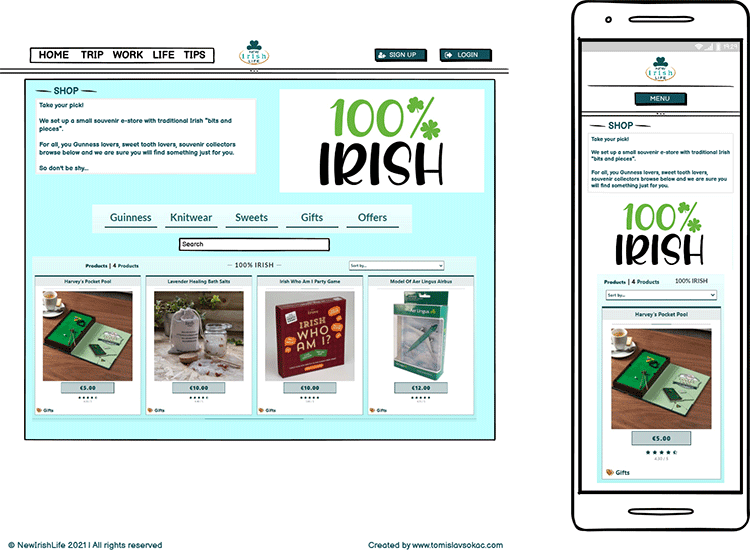 HOME TRIP WORK LIFE TIPS
Irish
LIFE
SIGN UP
LOGIN
SHOP
Take your pick!
We set up a small souvenir e-store with traditional Irish "bits and
pieces".
For all, you Gunness lovers, sweet tooth lovers, souvenir collectors
browse below and we are sure you will find something just for you.
So don't be shy...
100%
IRISH
Guinness Knitwear Sweets Gifts Offers
Search
Products | 4 Products
-- 100% IRISH --
Sort by...
Harvey's Pocket Pool
Lavender Healing Bath Salts
Irish Who Am I Party Game
Model Of Aer Lingus Airbus
IRISH
WHO
AM I?
Aer Lingus
€5.00
€10.00
€10.00
€12.00
Gifts
Gifts
Gifts
Gifts
19:24
Irish
LIFE
MENU
SHOP
Take your pick!
We set up a small souvenir e-store with traditional Irish
"bits and pieces".
For all, you Gunness lovers, sweet tooth lovers,
souvenir collectors browse below and we are sure you
will find something just for you.
100%
IRISH
Products | 4 Products
100% IRISH
Sort by...
Harvey's Pocket Pool
€5.00
Gifts
© NewIrishLife 2021 | All rights reserved
Created by www.tomislavsokac.com